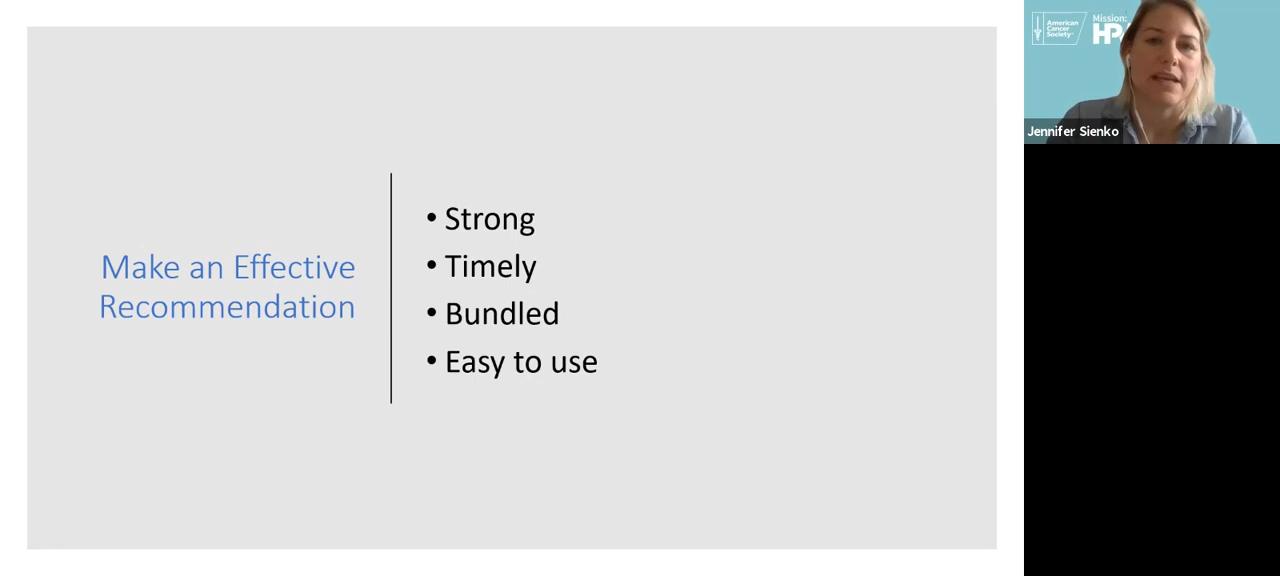 Make an Effective
Recommendation
• Strong
• Timely
• Bundled
• Easy to use
American
Cancer
Society
Mission:
HP
Jennifer Sienko